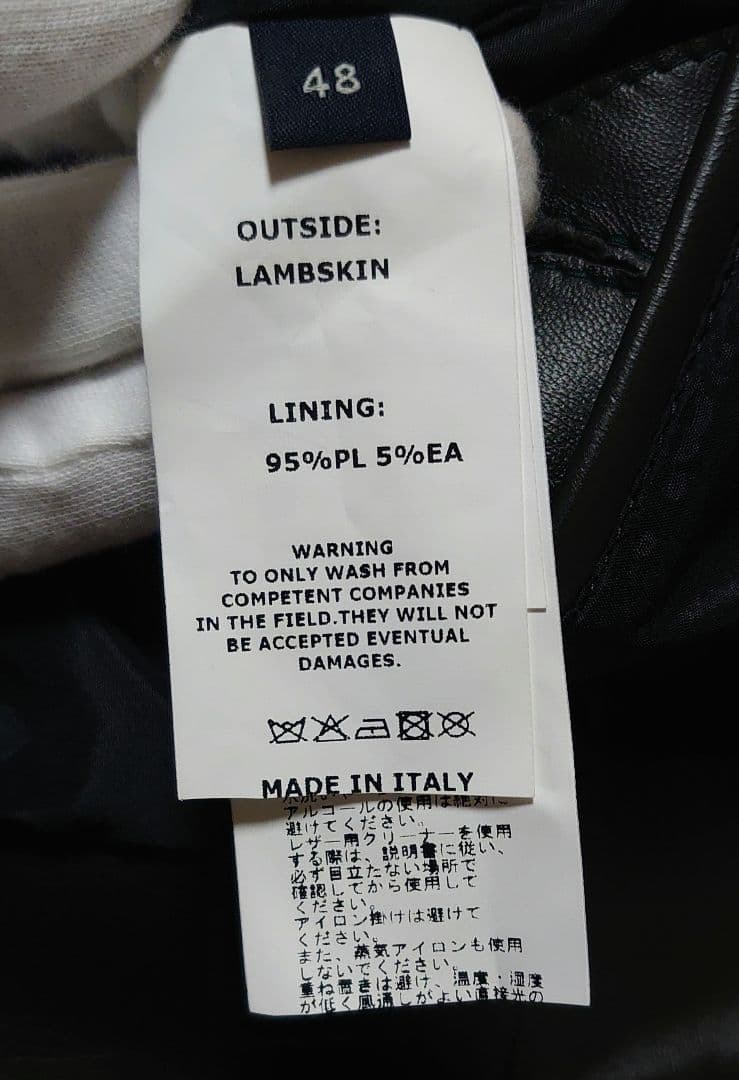 48
OUTSIDE:
LAMBSKIN
LINING:
95%PL 5%EA
WARNING
TO ONLY WASH FROM
COMPETENT COMPANIES
IN THE FIELD.THEY WILL NOT
BE ACCEPTED EVENTUAL
DAMAGES.
MADE IN ITALY
アルコールの使用は絶対に
避けてください。
レザー用クリーナーを使用
する際は、説明書に従い、
必ず目立たない場所で
確認してから使用して
ください。
アイロン掛けは避けて
ください。
また、蒸気アイロンも使用
しないでください。
重ね置きは避け、温度・湿度
が低く風通しがよい直接光の